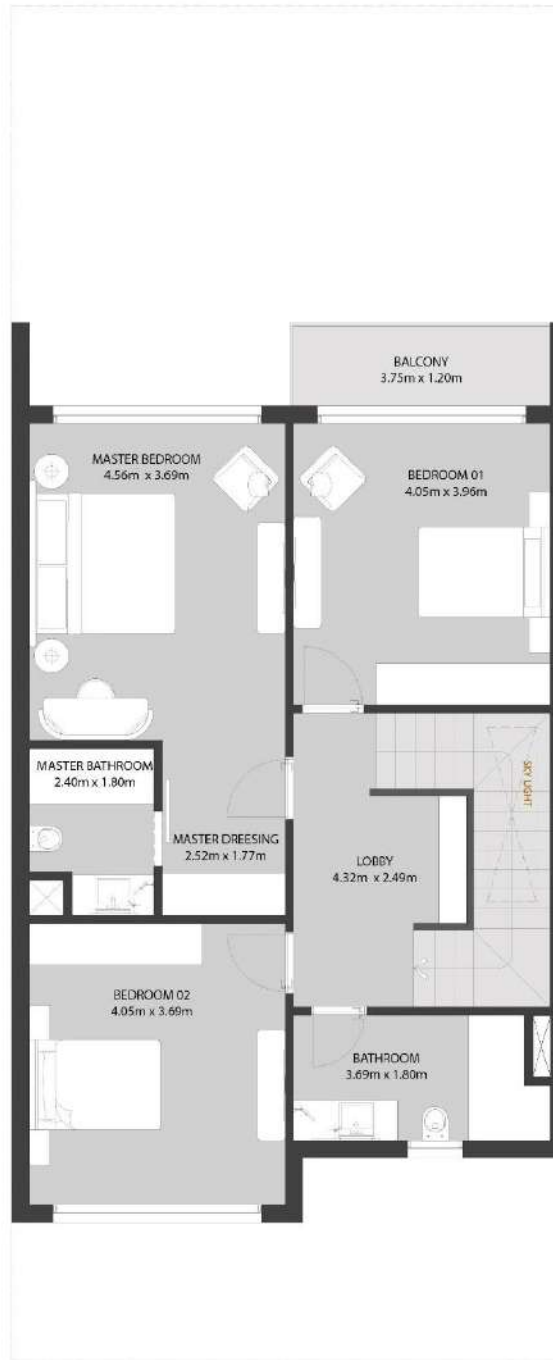 BALCONY
3.75m x 1.20m
MASTER BEDROOM
4.56m x 3.69m
BEDROOM 01
4.05m x 3.96m
SKY LIGHT
MASTER BATHROOM
2.40m x 1.80m
MASTER DREESING
2.52m x 1.77m
LOBBY
4.32m x 2.49m
BEDROOM 02
4.05m x 3.69m
BATHROOM
3.69m x 1.80m